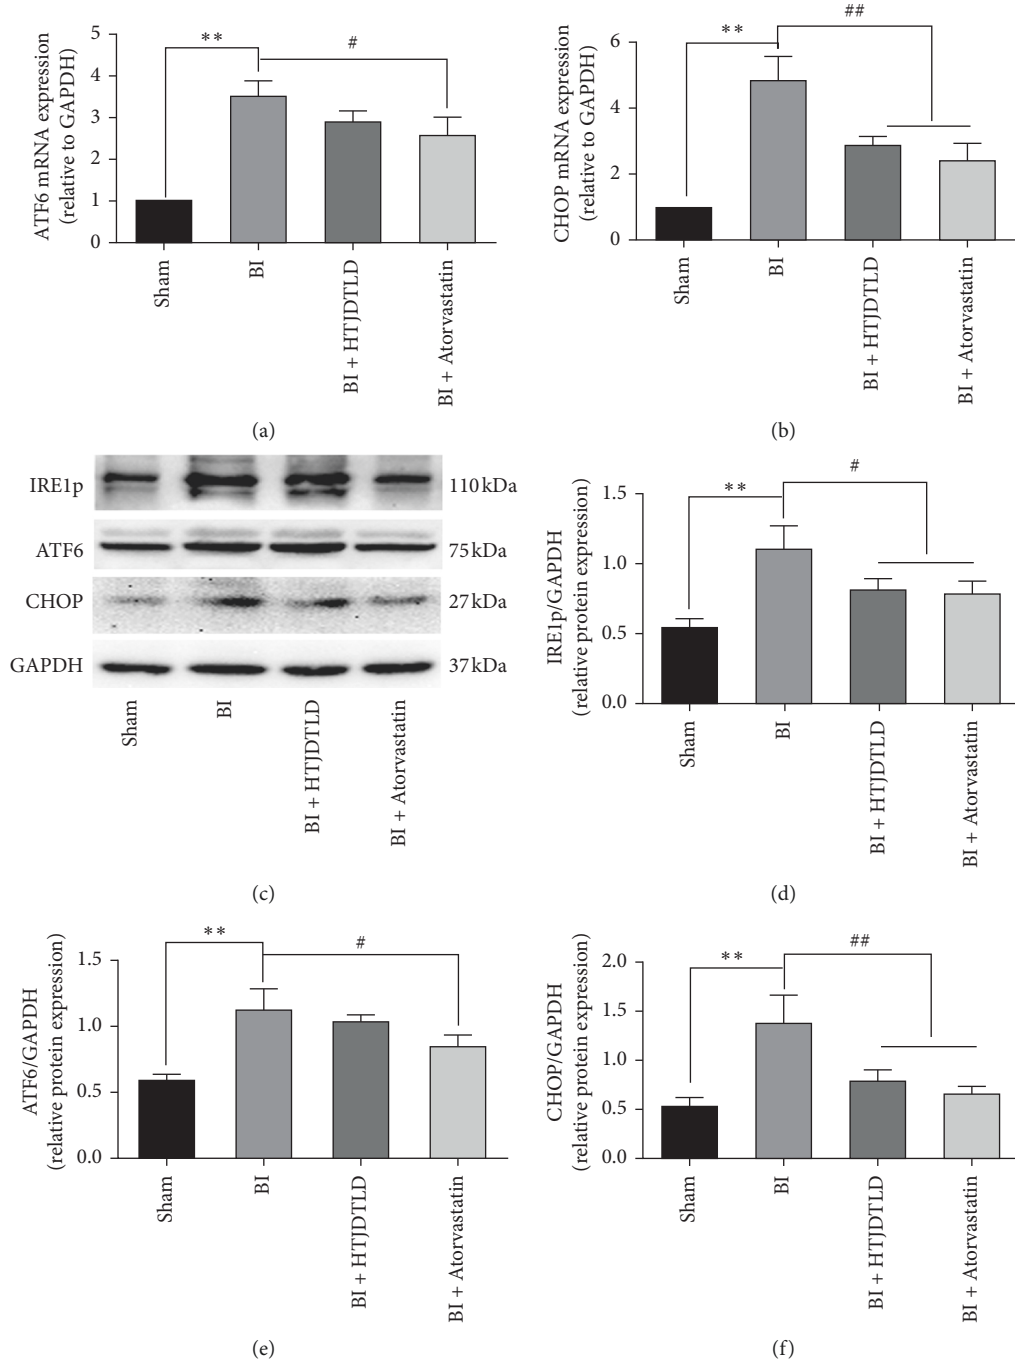 ATF6 mRNA expression
(relative to GAPDH)
5
4
3
2
1
0
**
#
Sham
BI
BI + HTJDTLD
BI + Atorvastatin
(a)
CHOP mRNA expression
(relative to GAPDH)
6
4
2
0
**
##
Sham
BI
BI + HTJDTLD
BI + Atorvastatin
(b)
IRE1p
110 kDa
ATF6
75 kDa
CHOP
27 kDa
GAPDH
37 kDa
Sham
BI
BI + HTJDTLD
BI + Atorvastatin
(c)
IRE1p/GAPDH
(relative protein expression)
1.5
1.0
0.5
0.0
**
#
Sham
BI
BI + HTJDTLD
BI + Atorvastatin
(d)
ATF6/GAPDH
(relative protein expression)
1.5
1.0
0.5
0.0
**
#
Sham
BI
BI + HTJDTLD
BI + Atorvastatin
(e)
CHOP/GAPDH
(relative protein expression)
2.0
1.5
1.0
0.5
0.0
**
##
Sham
BI
BI + HTJDTLD
BI + Atorvastatin
(f)